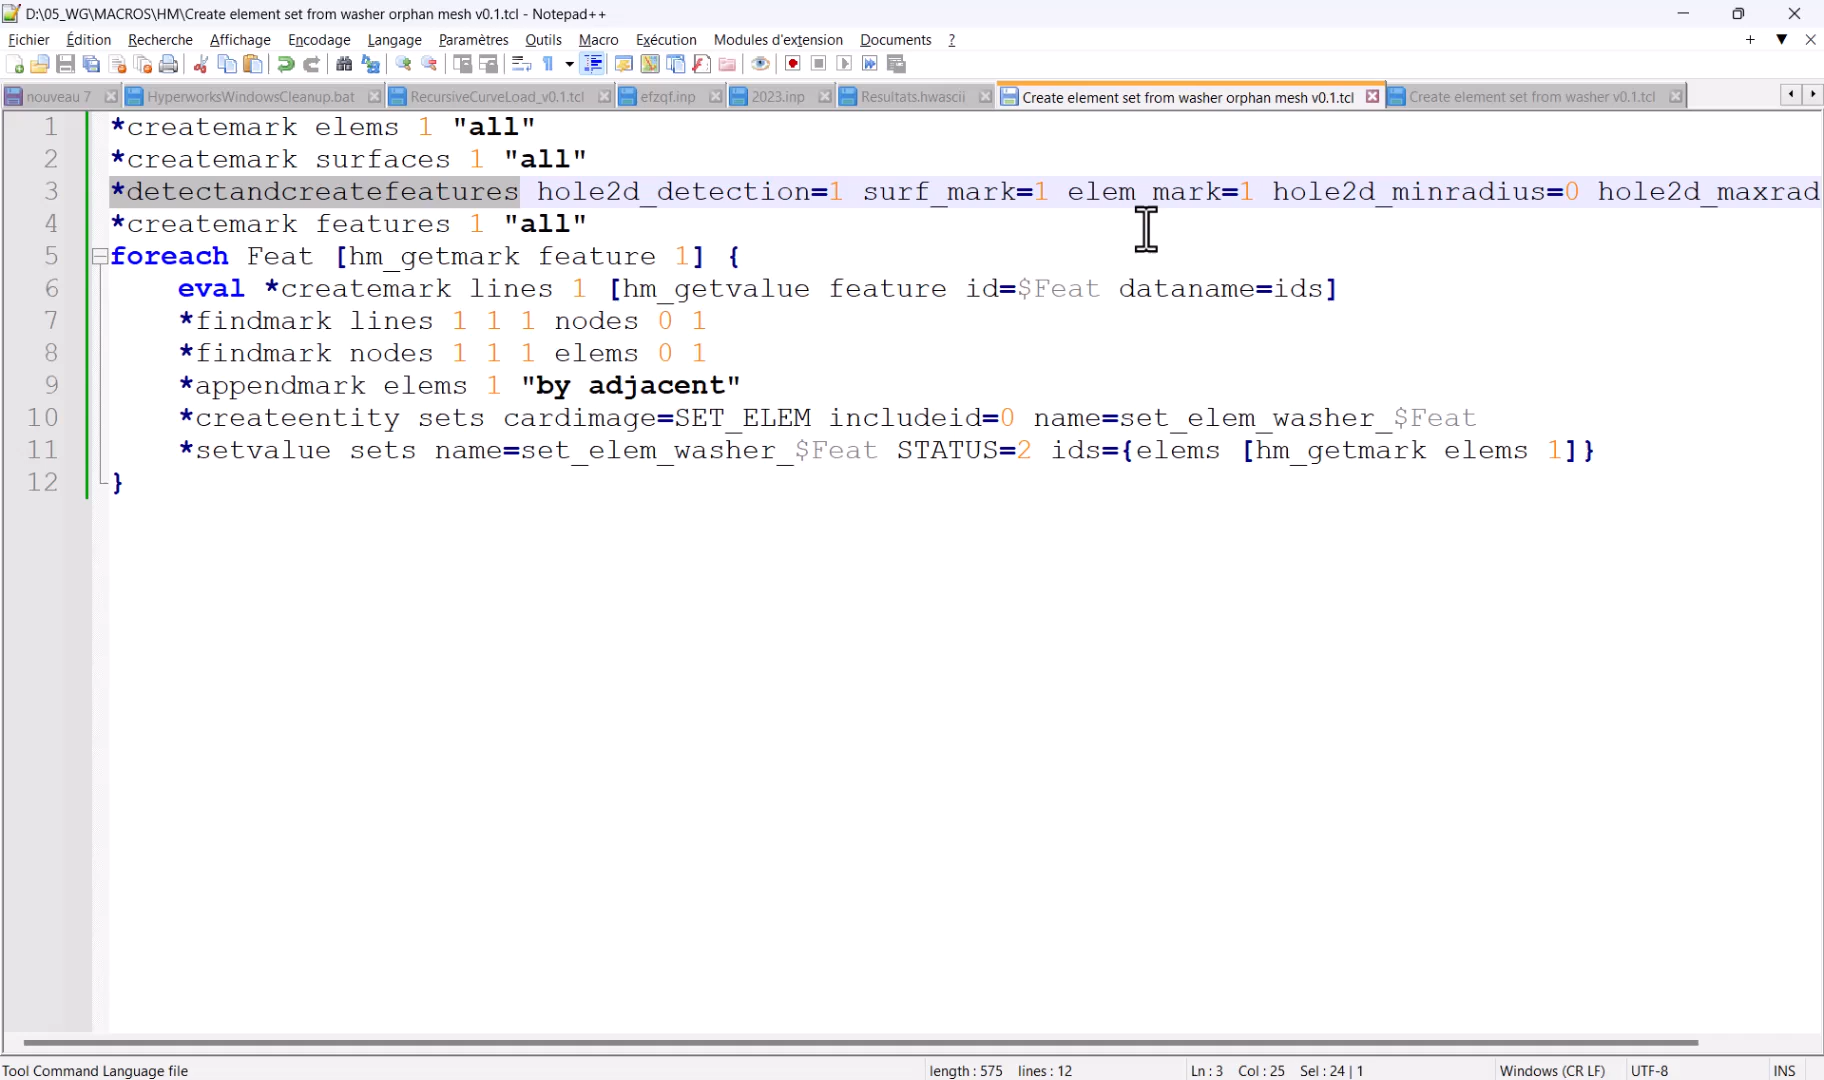 D:\05_WG\MACROS\HM\Create element set from washer orphan mesh v0.1.tcl - Notepad++
Fichier Édition Recherche Affichage Encodage Langage Paramètres Outils Macro Exécution Modules d'extension Documents ?
nouveau 7 HyperworksWindowsCleanup.bat RecursiveCurveLoad_v0.1.tcl efzqf.inp 2023.inp Resultats.hwascii Create element set from washer orphan mesh v0.1.tcl Create element set from washer v0.1.tcl
1 *createmark elems 1 "all"
2 *createmark surfaces 1 "all"
3 *detectandcreatefeatures hole2d_detection=1 surf_mark=1 elem_mark=1 hole2d_minradius=0 hole2d_maxrad
4 *createmark features 1 "all"
5 foreach Feat [hm_getmark feature 1] {
6 eval *createmark lines 1 [hm_getvalue feature id=$Feat dataname=ids]
7 *findmark lines 1 1 1 nodes 0 1
8 *findmark nodes 1 1 1 elems 0 1
9 *appendmark elems 1 "by adjacent"
10 *createentity sets cardimage=SET_ELEM includeid=0 name=set_elem_washer_$Feat
11 *setvalue sets name=set_elem_washer_$Feat STATUS=2 ids={elems [hm_getmark elems 1]}
12 }
Tool Command Language file length : 575 lines : 12 Ln : 3 Col : 25 Sel : 24 | 1 Windows (CR LF) UTF-8 INS